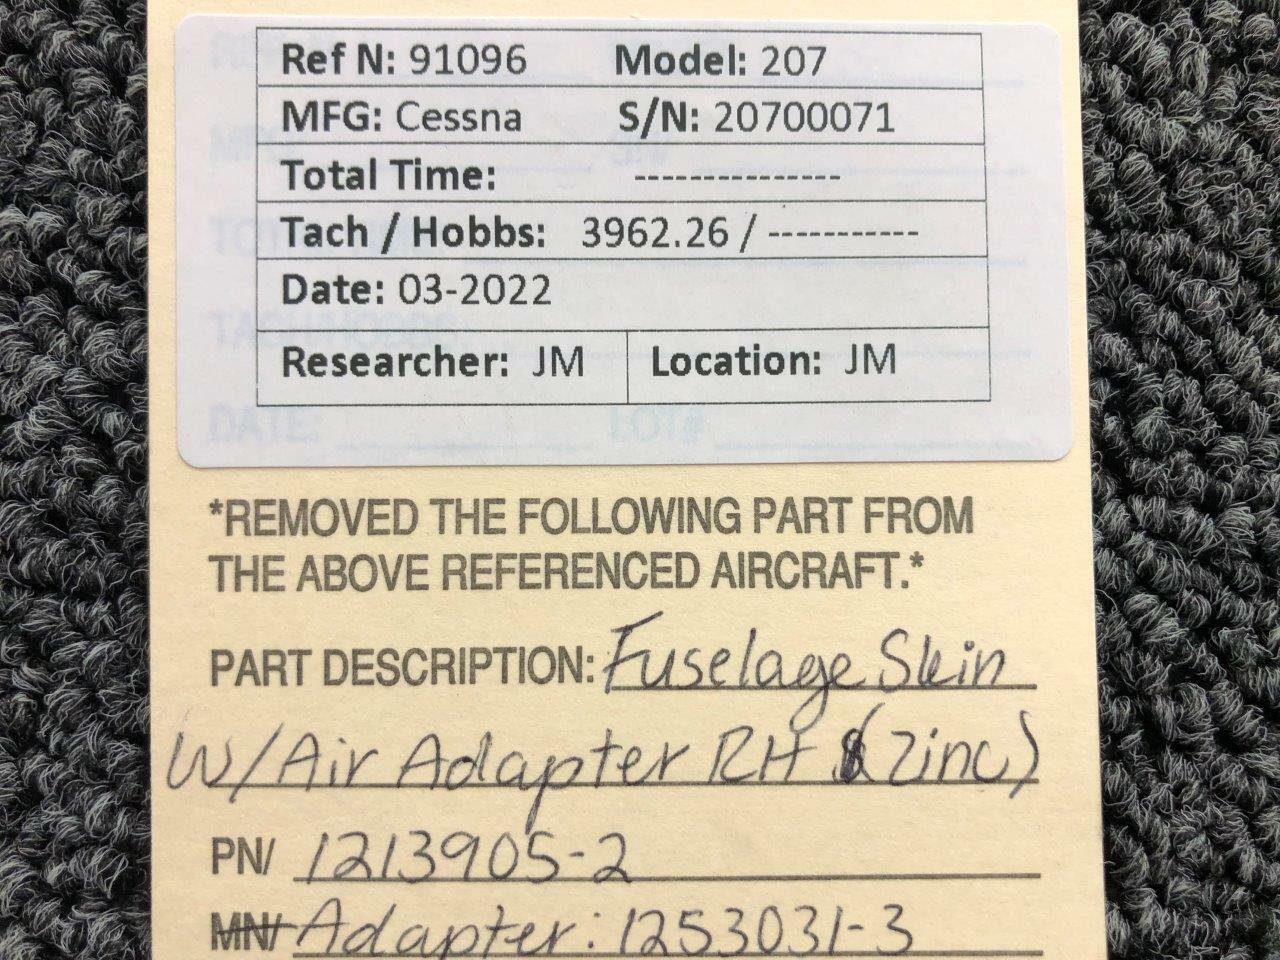 Ref N: 91096 Model: 207
MFG: Cessna S/N: 20700071
Total Time: ---------------
Tach / Hobbs: 3962.26 / -----------
Date: 03-2022
Researcher: JM Location: JM
DATE: LOT#
*REMOVED THE FOLLOWING PART FROM
THE ABOVE REFERENCED AIRCRAFT.*
PART DESCRIPTION: Fuselage Skin
W/Air Adapter RH (Zinc)
PN/ 1213905-2
MN/ Adapter: 1253031-3